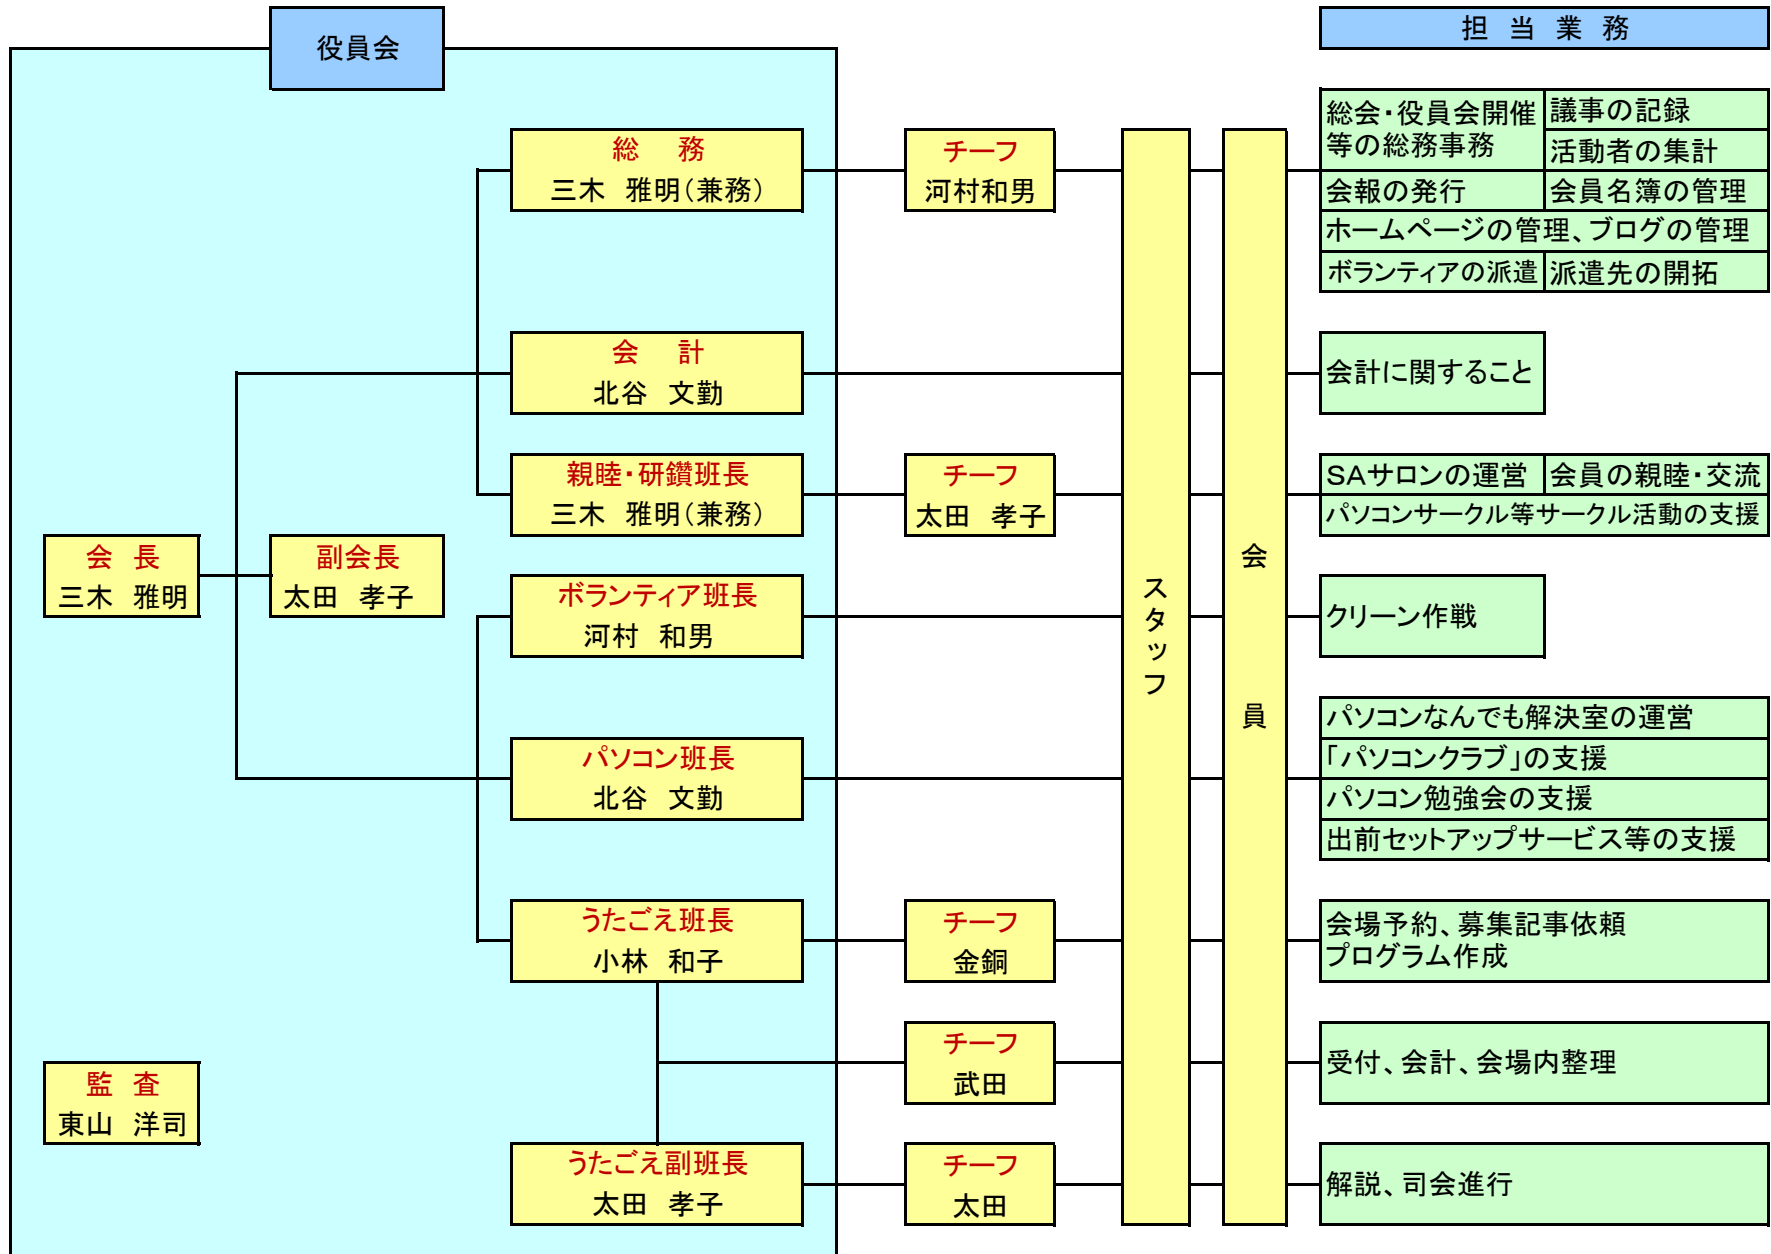 役員会
担 当 業 務
総 務
三木 雅明(兼務)
チーフ
河村和男
総会・役員会開催
等の総務事務
議事の記録
活動者の集計
会報の発行
会員名簿の管理
ホームページの管理、ブログの管理
ボランティアの派遣
派遣先の開拓
会 計
北谷 文勤
会計に関すること
親睦・研鑽班長
三木 雅明(兼務)
チーフ
太田 孝子
SAサロンの運営
会員の親睦・交流
パソコンサークル等サークル活動の支援
会 長
三木 雅明
副会長
太田 孝子
ボランティア班長
河村 和男
スタッフ
会 員
クリーン作戦
パソコン班長
北谷 文勤
パソコンなんでも解決室の運営
「パソコンクラブ」の支援
パソコン勉強会の支援
出前セットアップサービス等の支援
うたごえ班長
小林 和子
チーフ
金銅
会場予約、募集記事依頼
プログラム作成
監 査
東山 洋司
チーフ
武田
受付、会計、会場内整理
うたごえ副班長
太田 孝子
チーフ
太田
解説、司会進行